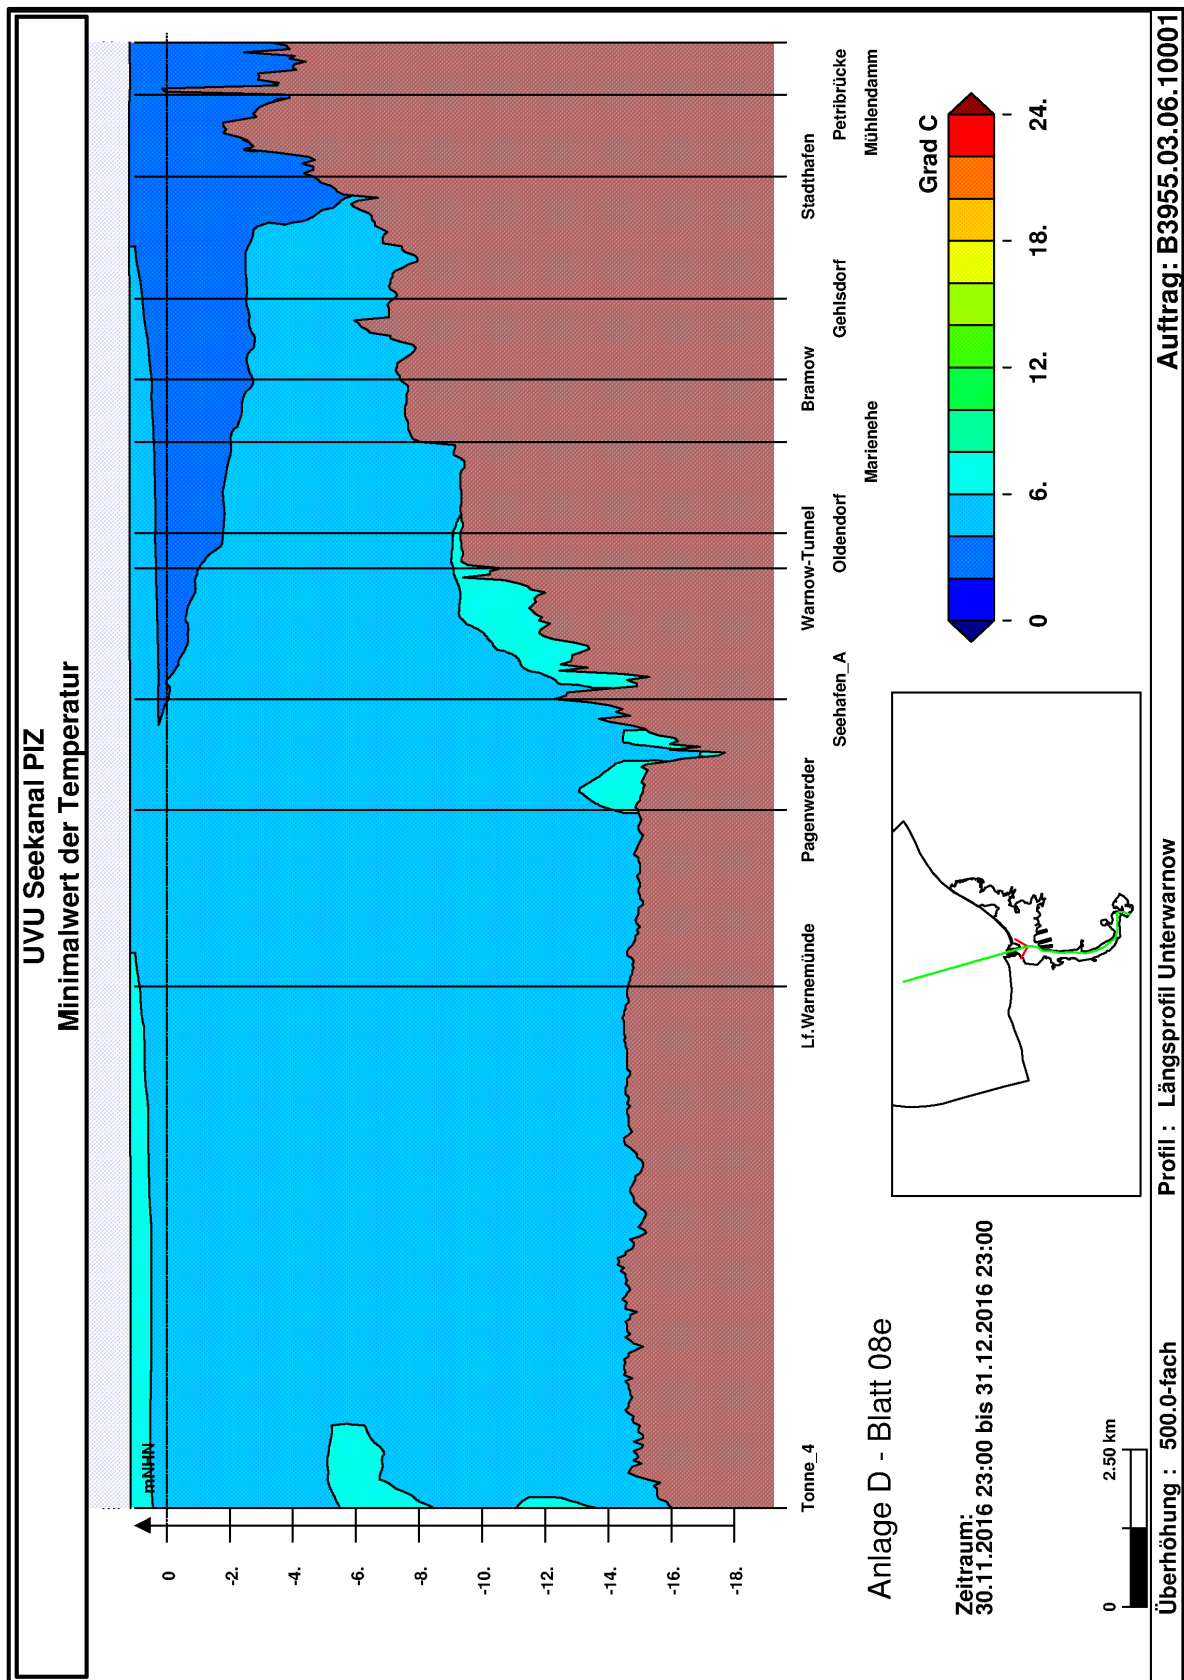 UVU Seekanal PIZ
Minimalwert der Temperatur
mNHN
0
-2.
-4.
-6.
-8.
-10.
-12.
-14.
-16.
-18.
Tonne_4
Lf.Warnemünde
Pagenwerder
Seehafen_A
Warnow-Tunnel
Oldendorf
Marienehe
Bramow
Gehlsdorf
Stadthafen
Petribrücke
Mühlendamm
Anlage D - Blatt 08e
Zeitraum:
30.11.2016 23:00 bis 31.12.2016 23:00
0 2.50 km
Grad C
0 6. 12. 18. 24.
Überhöhung : 500.0-fach
Profil : Längsprofil Unterwarnow
Auftrag: B3955.03.06.10001